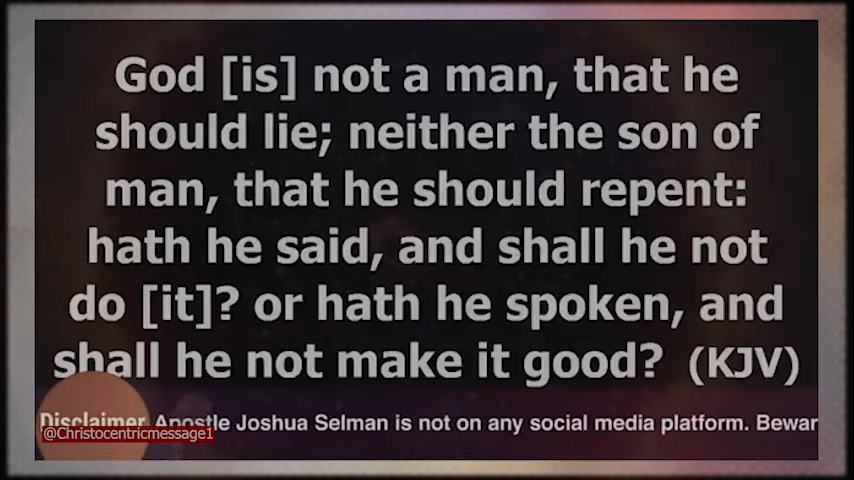 God [is] not a man, that he
should lie; neither the son of
man, that he should repent:
hath he said, and shall he not
do [it]? or hath he spoken, and
shall he not make it good? (KJV)
Disclaimer Apostle Joshua Selman is not on any social media platform. Bewar
@Christocentricmessage1